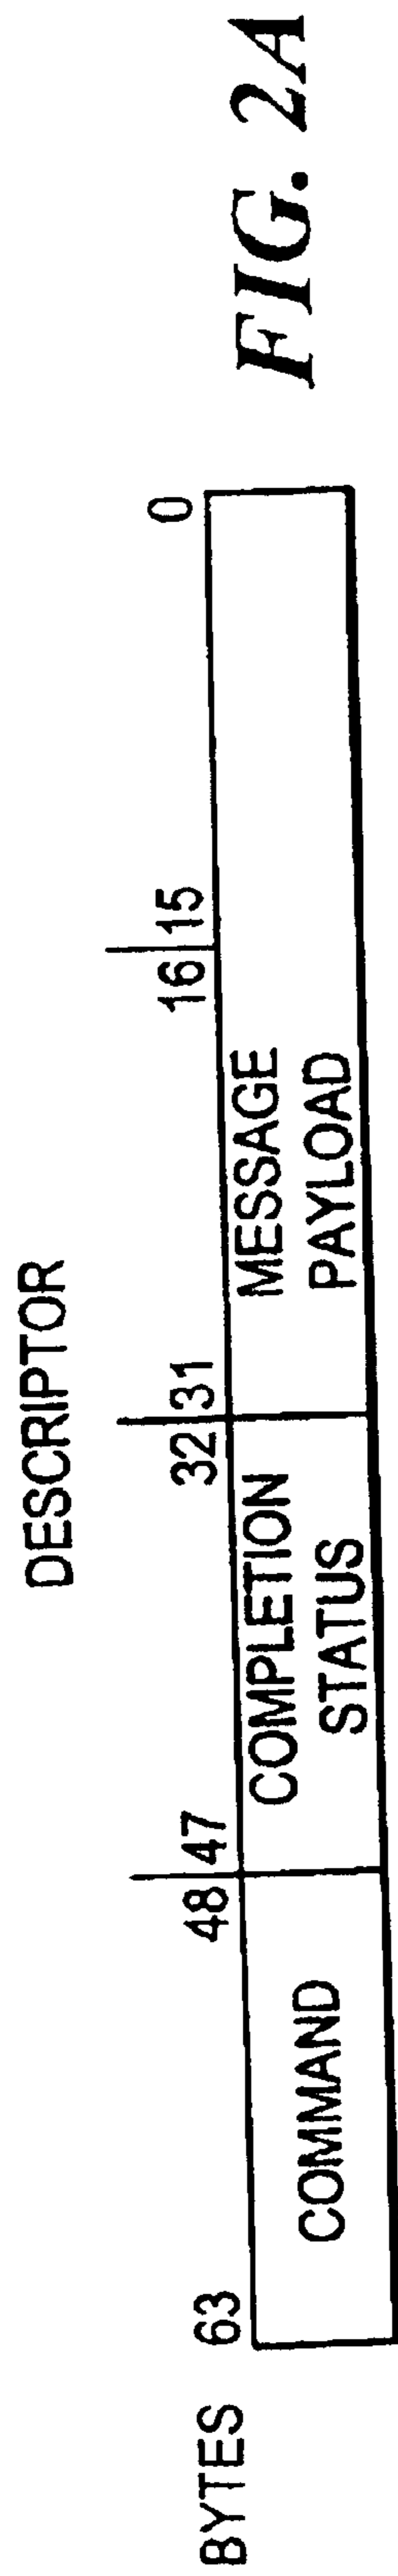 DESCRIPTOR
BYTES 63 48 47 32 31 16 15 0
COMMAND
COMPLETION
STATUS
MESSAGE
PAYLOAD
FIG. 2A